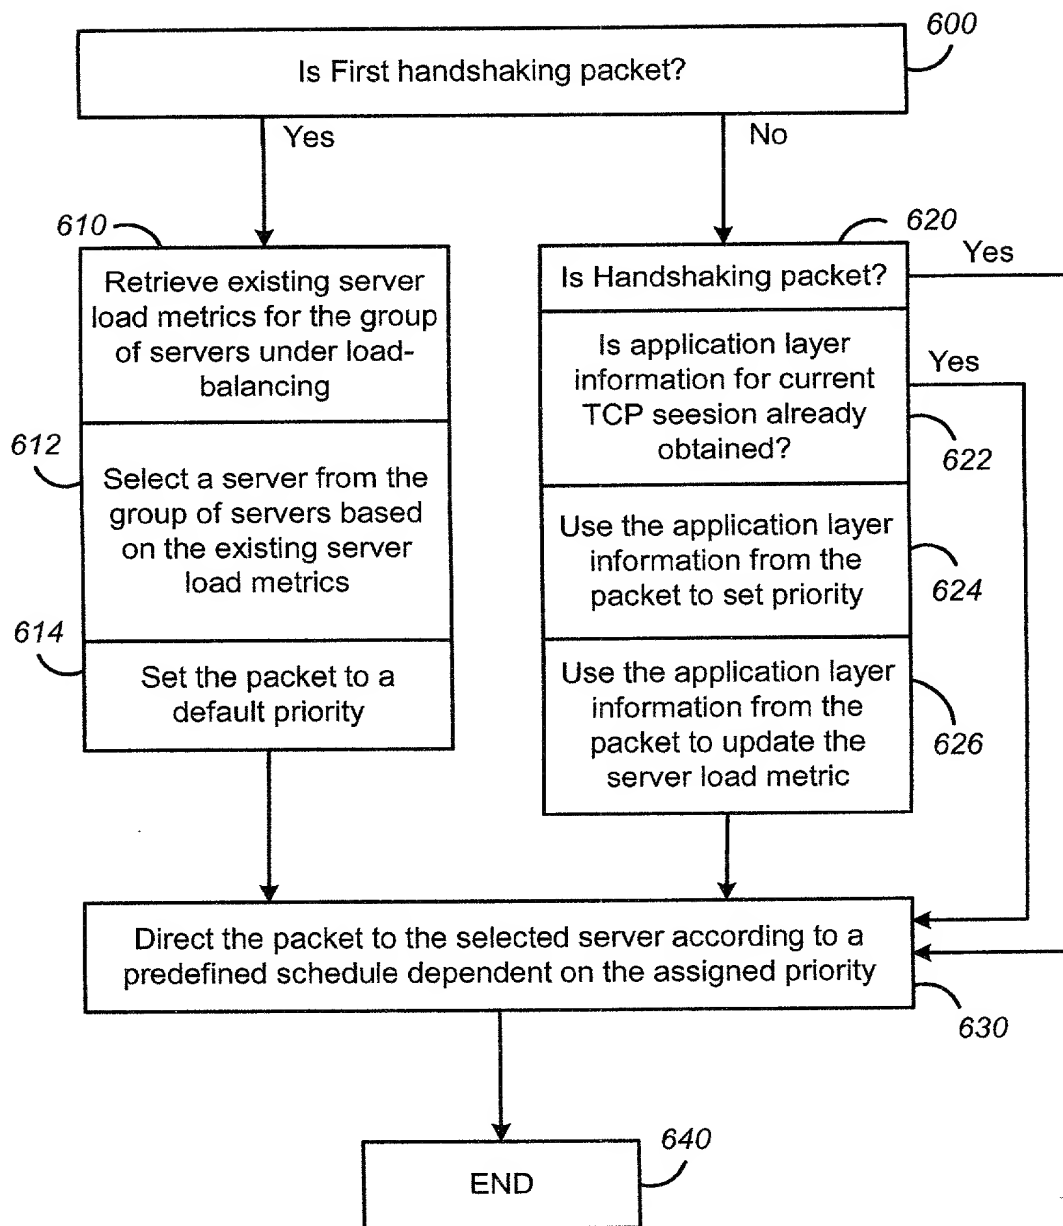 600
Is First handshaking packet?
Yes
No
610
Retrieve existing server
load metrics for the group
of servers under load-
balancing
612
Select a server from the
group of servers based
on the existing server
load metrics
614
Set the packet to a
default priority
620
Is Handshaking packet?
Yes
Is application layer
information for current
TCP seesion already
obtained?
Yes
622
Use the application layer
information from the
packet to set priority
624
Use the application layer
information from the
packet to update the
server load metric
626
Direct the packet to the selected server according to a
predefined schedule dependent on the assigned priority
630
640
END